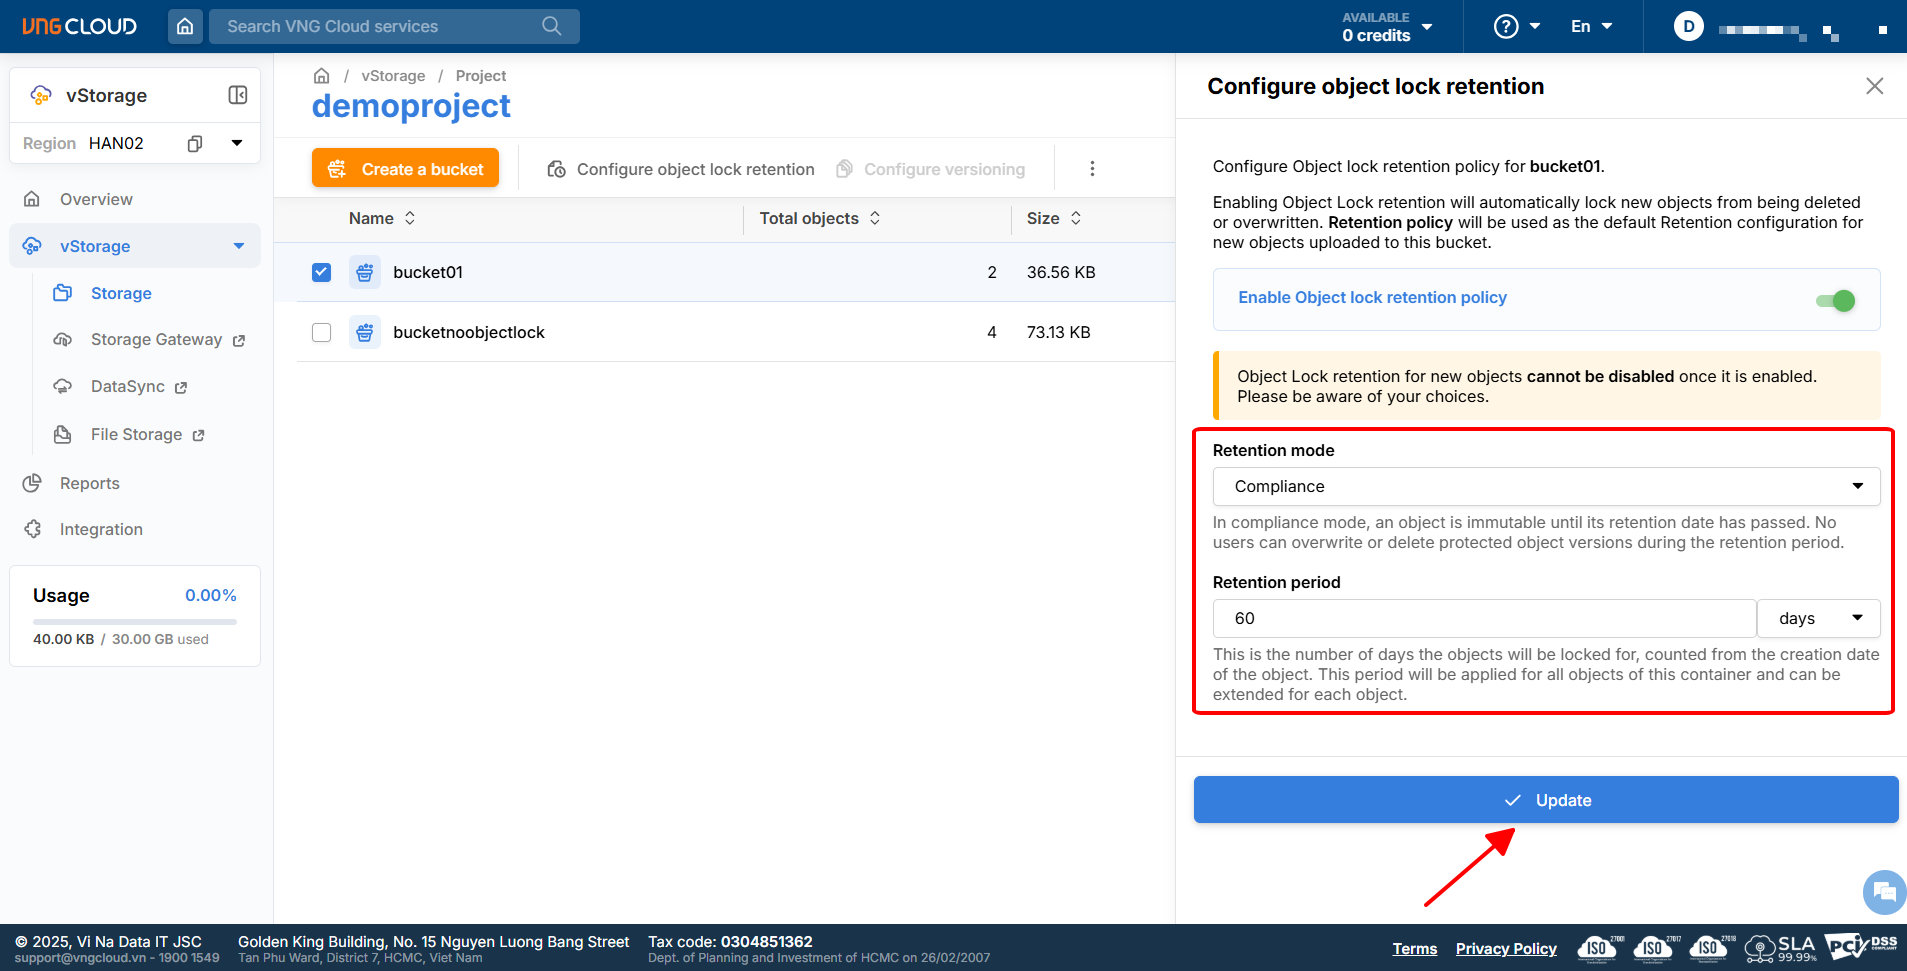 VNG CLOUD
Search VNG Cloud services
AVAILABLE
0 credits
?
En
D
vStorage
Region HAN02
Overview
vStorage
Storage
Storage Gateway
DataSync
File Storage
Reports
Integration
Usage 0.00%
40.00 KB / 30.00 GB used
/ vStorage / Project
demoproject
Create a bucket
Configure object lock retention
Configure versioning
Name Total objects Size
bucket01 2 36.56 KB
bucketnoobjectlock 4 73.13 KB
Configure object lock retention
Configure Object lock retention policy for bucket01.
Enabling Object Lock retention will automatically lock new objects from being deleted
or overwritten. Retention policy will be used as the default Retention configuration for
new objects uploaded to this bucket.
Enable Object lock retention policy
Object Lock retention for new objects cannot be disabled once it is enabled.
Please be aware of your choices.
Retention mode
Compliance
In compliance mode, an object is immutable until its retention date has passed. No
users can overwrite or delete protected object versions during the retention period.
Retention period
60 days
This is the number of days the objects will be locked for, counted from the creation date
of the object. This period will be applied for all objects of this container and can be
extended for each object.
Update
© 2025, Vi Na Data IT JSC
support@vngcloud.vn - 1900 1549
Golden King Building, No. 15 Nguyen Luong Bang Street
Tan Phu Ward, District 7, HCMC, Viet Nam
Tax code: 0304851362
Dept. of Planning and Investment of HCMC on 26/02/2007
Terms
Privacy Policy
ISO 27001
ISO 27017
ISO 27018
SLA
99.99%
PCI DSS
COMPLIANT